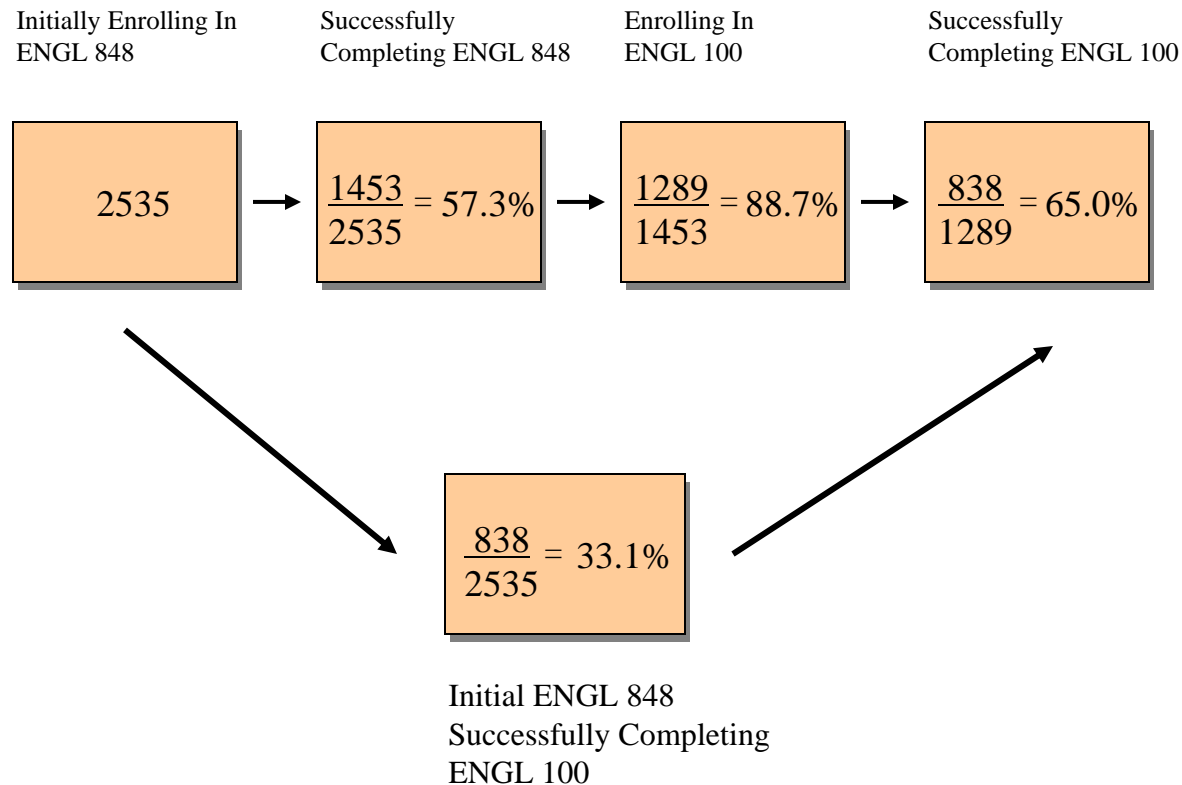 Initially Enrolling In
ENGL 848
Successfully
Completing ENGL 848
Enrolling In
ENGL 100
Successfully
Completing ENGL 100
2535
1453
2535
= 57.3%
1289
1453
= 88.7%
838
1289
= 65.0%
838
2535
= 33.1%
Initial ENGL 848
Successfully Completing
ENGL 100